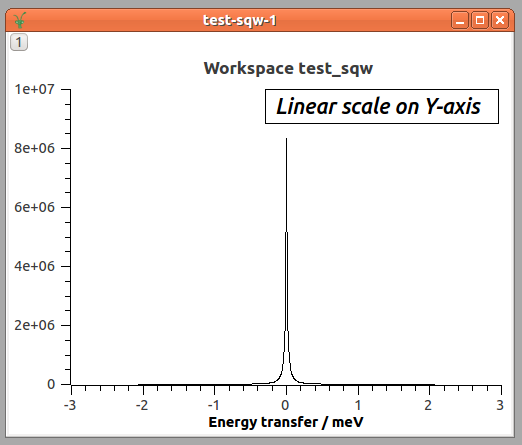 test-sqw-1
1
Workspace test_sqw
Linear scale on Y-axis
1e+07
8e+06
6e+06
4e+06
2e+06
0
-3 -2 -1 0 1 2 3
Energy transfer / meV